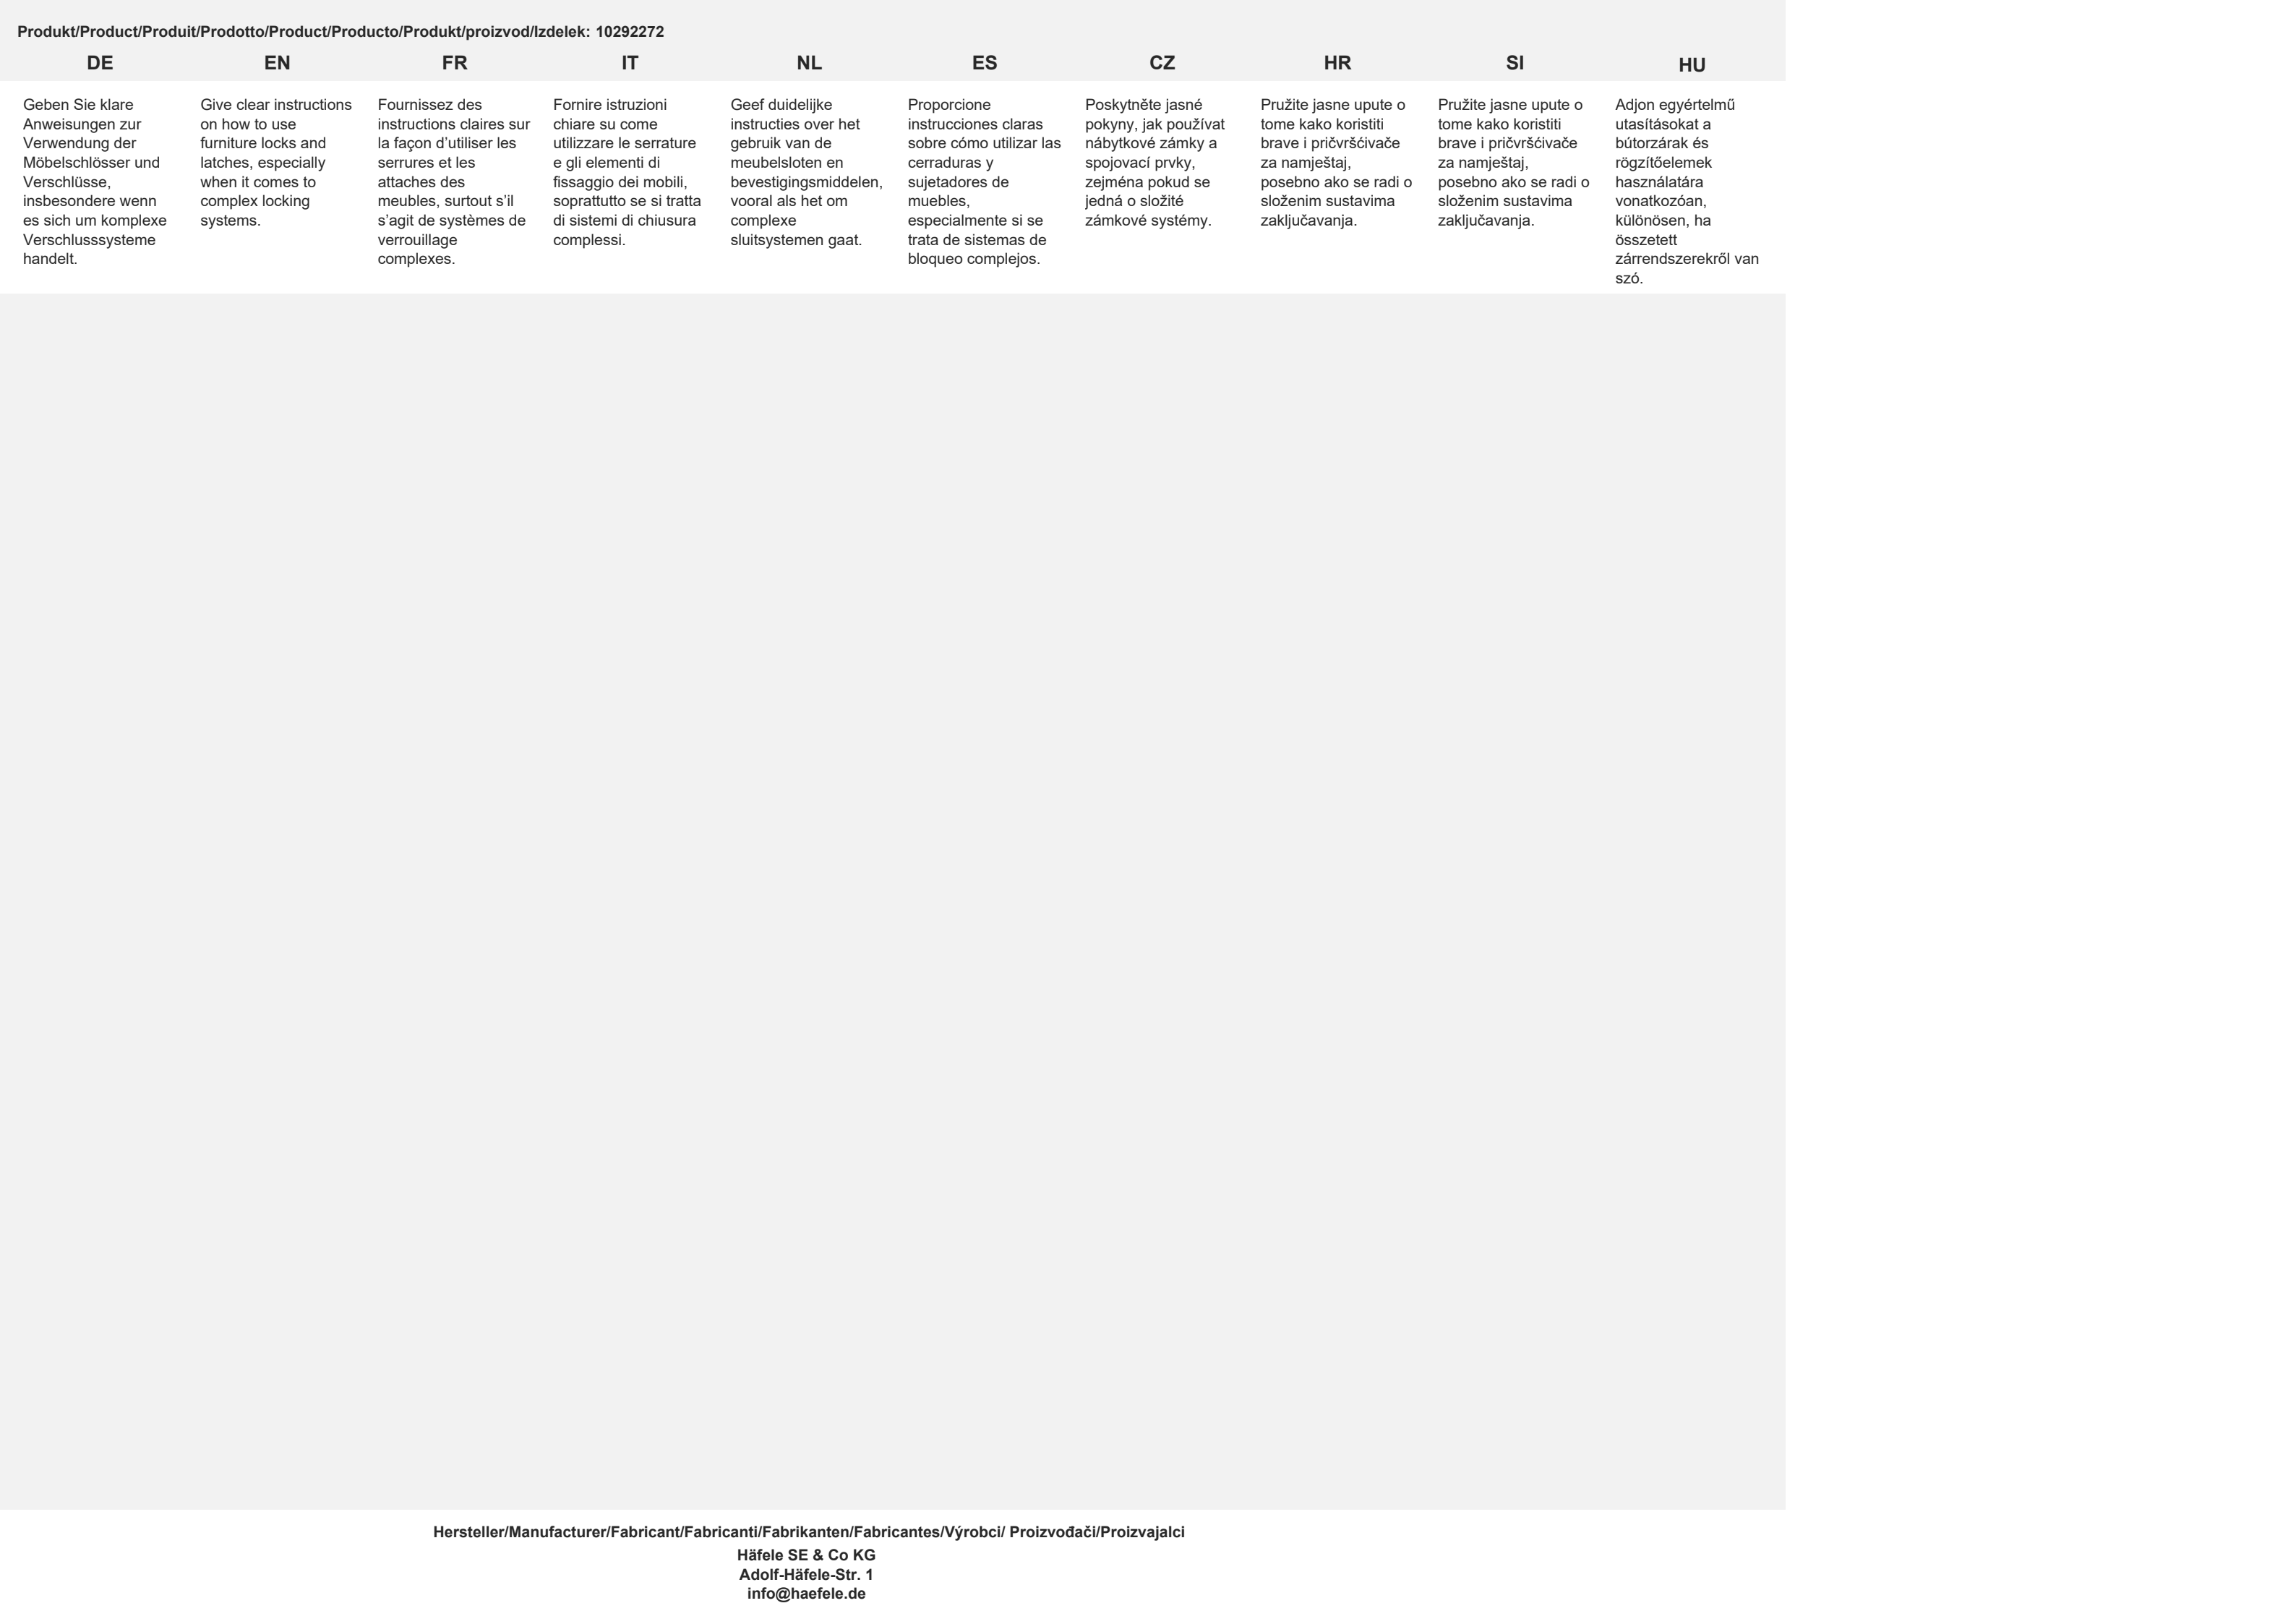 Produkt/Product/Produit/Prodotto/Product/Producto/Produkt/proizvod/Izdelek: 10292272
DE
EN
FR
IT
NL
ES
CZ
HR
SI
HU
Geben Sie klare
Anweisungen zur
Verwendung der
Möbelschlösser und
Verschlüsse,
insbesondere wenn
es sich um komplexe
Verschlusssysteme
handelt.
Give clear instructions
on how to use
furniture locks and
latches, especially
when it comes to
complex locking
systems.
Fournissez des
instructions claires sur
la façon d’utiliser les
serrures et les
attaches des
meubles, surtout s’il
s’agit de systèmes de
verrouillage
complexes.
Fornire istruzioni
chiare su come
utilizzare le serrature
e gli elementi di
fissaggio dei mobili,
soprattutto se si tratta
di sistemi di chiusura
complessi.
Geef duidelijke
instructies over het
gebruik van de
meubelsloten en
bevestigingsmiddelen,
vooral als het om
complexe
sluitsystemen gaat.
Proporcione
instrucciones claras
sobre cómo utilizar las
cerraduras y
sujetadores de
muebles,
especialmente si se
trata de sistemas de
bloqueo complejos.
Poskytněte jasné
pokyny, jak používat
nábytkové zámky a
spojovací prvky,
zejména pokud se
jedná o složité
zámkové systémy.
Pružite jasne upute o
tome kako koristiti
brave i pričvršćivače
za namještaj,
posebno ako se radi o
složenim sustavima
zaključavanja.
Pružite jasne upute o
tome kako koristiti
brave i pričvršćivače
za namještaj,
posebno ako se radi o
složenim sustavima
zaključavanja.
Adjon egyértelmű
utasításokat a
bútorzárak és
rögzítőelemek
használatára
vonatkozóan,
különösen, ha
összetett
zárrendszerekről van
szó.
Hersteller/Manufacturer/Fabricant/Fabricanti/Fabrikanten/Fabricantes/Výrobci/ Proizvođači/Proizvajalci
Häfele SE & Co KG
Adolf-Häfele-Str. 1
info@haefele.de